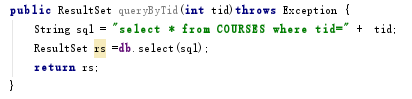 public ResultSet queryByTid(int tid)throws Exception {
String sql = "select * from COURSES where tid=" + tid;
ResultSet rs =db.select(sql);
return rs;
}